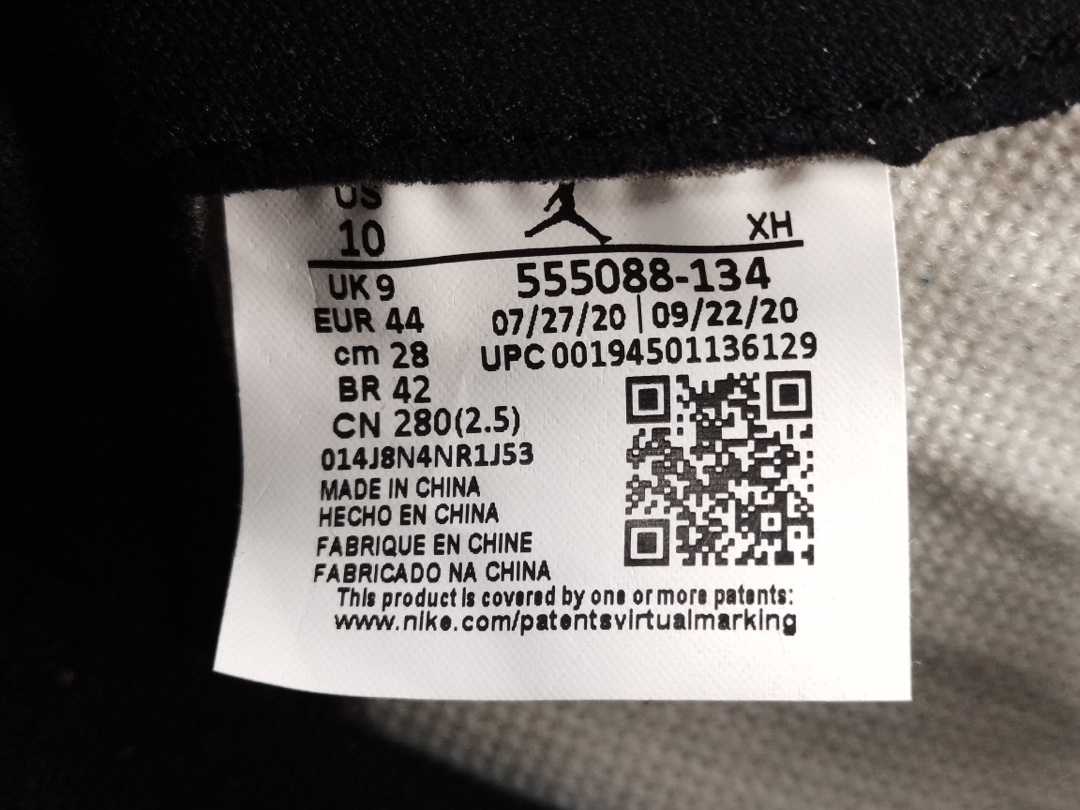 US
10
XH
UK 9
555088-134
EUR 44
07/27/20 | 09/22/20
cm 28
UPC 00194501136129
BR 42
CN 280(2.5)
014J8N4NR1J53
MADE IN CHINA
HECHO EN CHINA
FABRIQUE EN CHINE
FABRICADO NA CHINA
This product is covered by one or more patents:
www.nike.com/patentsvirtualmarking